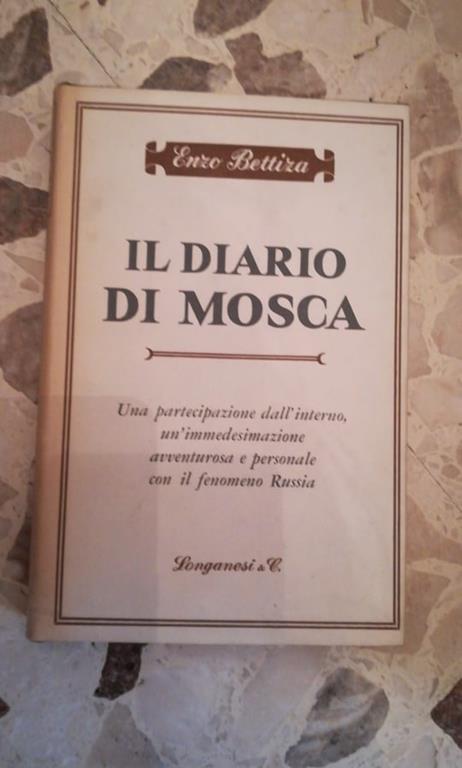 Enzo Bettiza
IL DIARIO
DI MOSCA
Una partecipazione dall'interno,
un'immedesimazione
avventurosa e personale
con il fenomeno Russia
Longanesi & C.